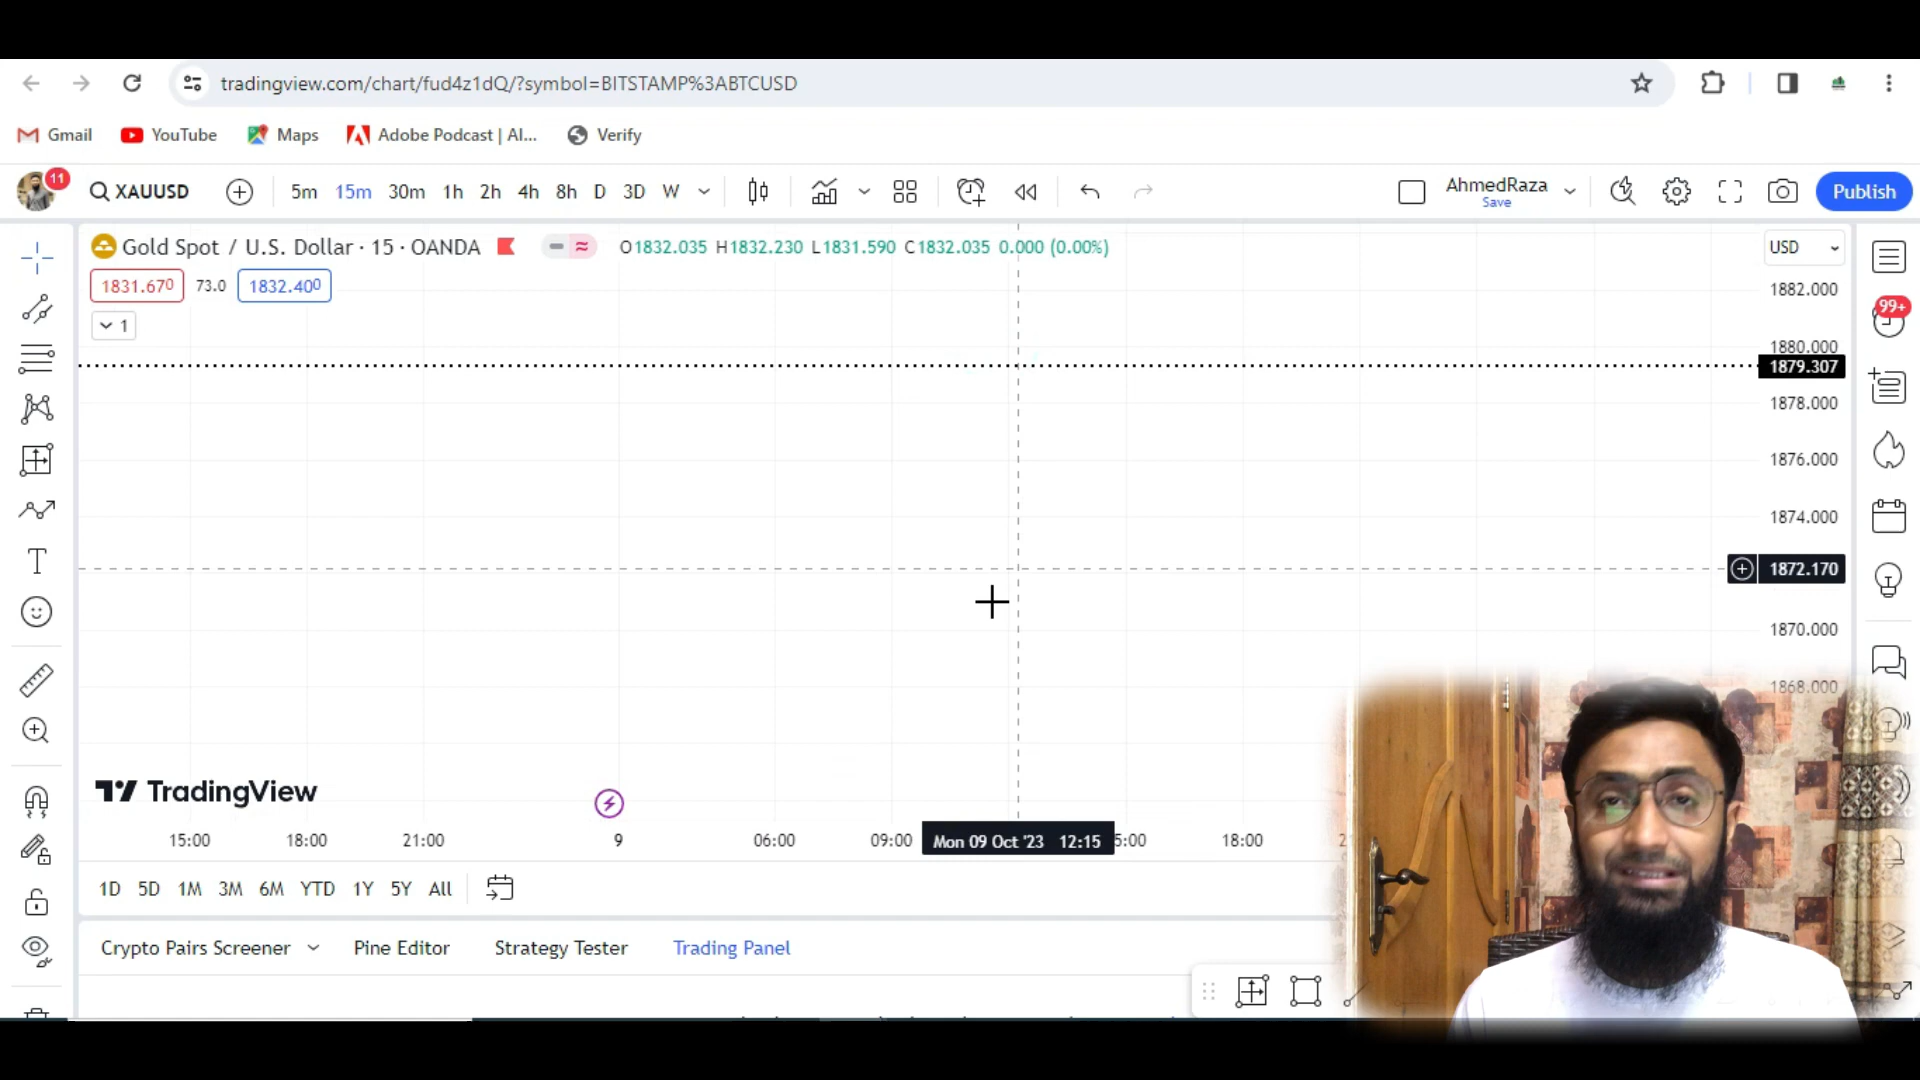 tradingview.com/chart/fud4z1dQ/?symbol=BITSTAMP%3ABTCUSD
Gmail YouTube Maps Adobe Podcast | AI... Verify
11
XAUUSD 5m 15m 30m 1h 2h 4h 8h D 3D W AhmedRaza Save Publish
Gold Spot / U.S. Dollar · 15 · OANDA O1832.035 H1832.230 L1831.590 C1832.035 0.000 (0.00%) USD
1831.670 73.0 1832.400
1882.000
99+
1
1880.000
1879.307
1878.000
1876.000
1874.000
1872.170
1870.000
1868.000
TradingView
15:00 18:00 21:00 9 06:00 09:00 Mon 09 Oct '23 12:15 5:00 18:00
1D 5D 1M 3M 6M YTD 1Y 5Y All
Crypto Pairs Screener Pine Editor Strategy Tester Trading Panel